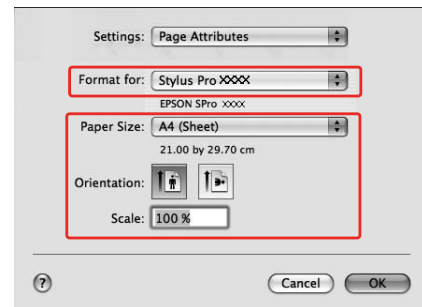 Settings: Page Attributes
Format for: Stylus Pro XXXX
EPSON SPro xxxx
Paper Size: A4 (Sheet)
21.00 by 29.70 cm
Orientation:
Scale: 100 %
? Cancel OK